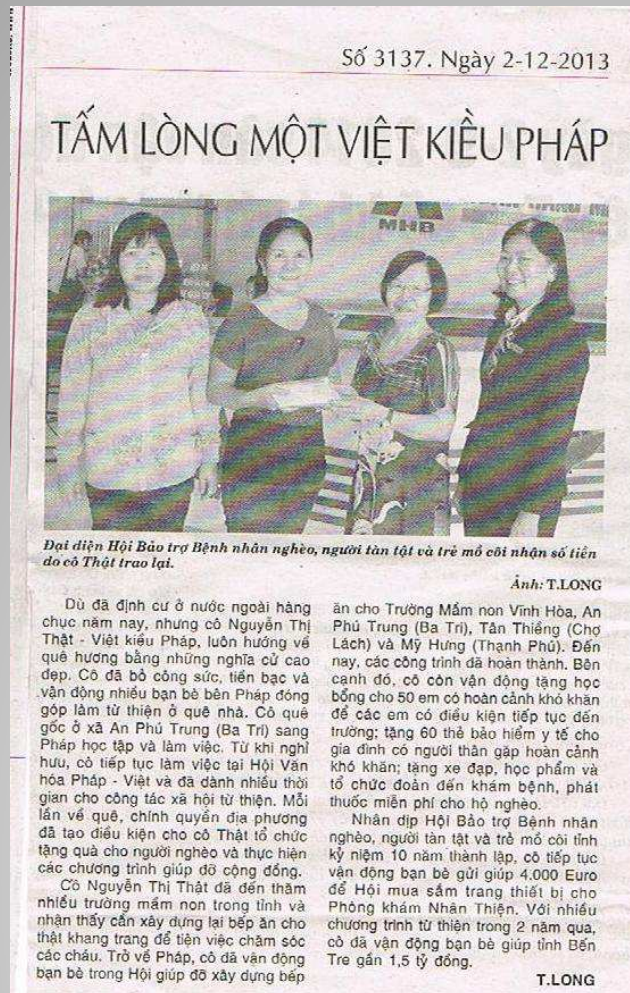 Số 3137. Ngày 2-12-2013
TẤM LÒNG MỘT VIỆT KIỀU PHÁP
MHB
Đại diện Hội Bảo trợ Bệnh nhân nghèo, người tàn tật và trẻ mồ côi nhận số tiền
do cô Thật trao lại.
Ảnh: T.LONG
Dù đã định cư ở nước ngoài hàng
chục năm nay, nhưng cô Nguyễn Thị
Thật - Việt kiều Pháp, luôn hướng về
quê hương bằng những nghĩa cử cao
đẹp. Cô đã bỏ công sức, tiền bạc và
vận động nhiều bạn bè bên Pháp đóng
góp làm từ thiện ở quê nhà. Cô quê
gốc ở xã An Phú Trung (Ba Tri) sang
Pháp học tập và làm việc. Từ khi nghỉ
hưu, cô tiếp tục làm việc tại Hội Văn
hóa Pháp - Việt và đã dành nhiều thời
gian cho công tác xã hội từ thiện. Mỗi
lần về quê, chính quyền địa phương
đã tạo điều kiện cho cô Thật tổ chức
tặng quà cho người nghèo và thực hiện
các chương trình giúp đỡ cộng đồng.
Cô Nguyễn Thị Thật đã đến thăm
nhiều trường mầm non trong tỉnh và
nhận thấy cần xây dựng lại bếp ăn cho
thật khang trang để tiện việc chăm sóc
các cháu. Trở về Pháp, cô đã vận động
bạn bè trong Hội giúp đỡ xây dựng bếp
ăn cho Trường Mầm non Vĩnh Hòa, An
Phú Trung (Ba Tri), Tân Thiềng (Chợ
Lách) và Mỹ Hưng (Thạnh Phú). Đến
nay, các công trình đã hoàn thành. Bên
cạnh đó, cô còn vận động tặng học
bổng cho 50 em có hoàn cảnh khó khăn
để các em có điều kiện tiếp tục đến
trường; tặng 60 thẻ bảo hiểm y tế cho
gia đình có người thân gặp hoàn cảnh
khó khăn; tặng xe đạp, học phẩm và
tổ chức đoàn đến khám bệnh, phát
thuốc miễn phí cho hộ nghèo.
Nhân dịp Hội Bảo trợ Bệnh nhân
nghèo, người tàn tật và trẻ mồ côi tỉnh
kỷ niệm 10 năm thành lập, cô tiếp tục
vận động bạn bè gửi giúp 4.000 Euro
để Hội mua sắm trang thiết bị cho
Phòng khám Nhân Thiện. Với nhiều
chương trình từ thiện trong 2 năm qua,
cô đã vận động bạn bè giúp tỉnh Bến
Tre gần 1,5 tỷ đồng.
T.LONG